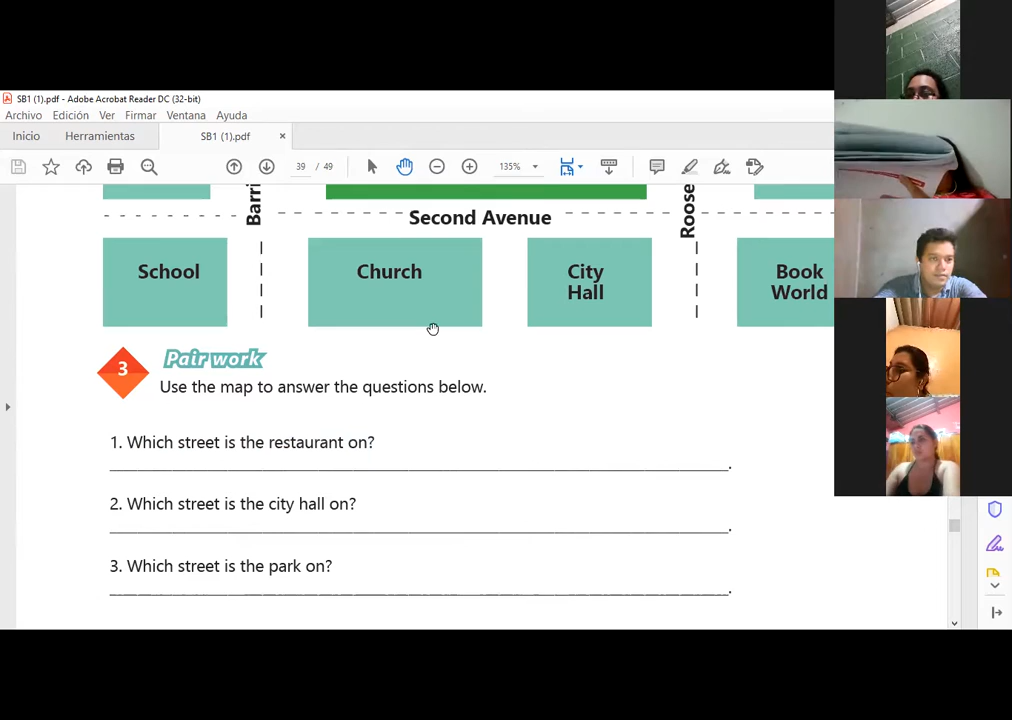 SB1 (1).pdf - Adobe Acrobat Reader DC (32-bit)
Archivo Edición Ver Firmar Ventana Ayuda
Inicio Herramientas SB1 (1).pdf ×
39 / 49 135%
Second Avenue
School Church City Hall Book World
3 Pair work
Use the map to answer the questions below.
1. Which street is the restaurant on?
2. Which street is the city hall on?
3. Which street is the park on?